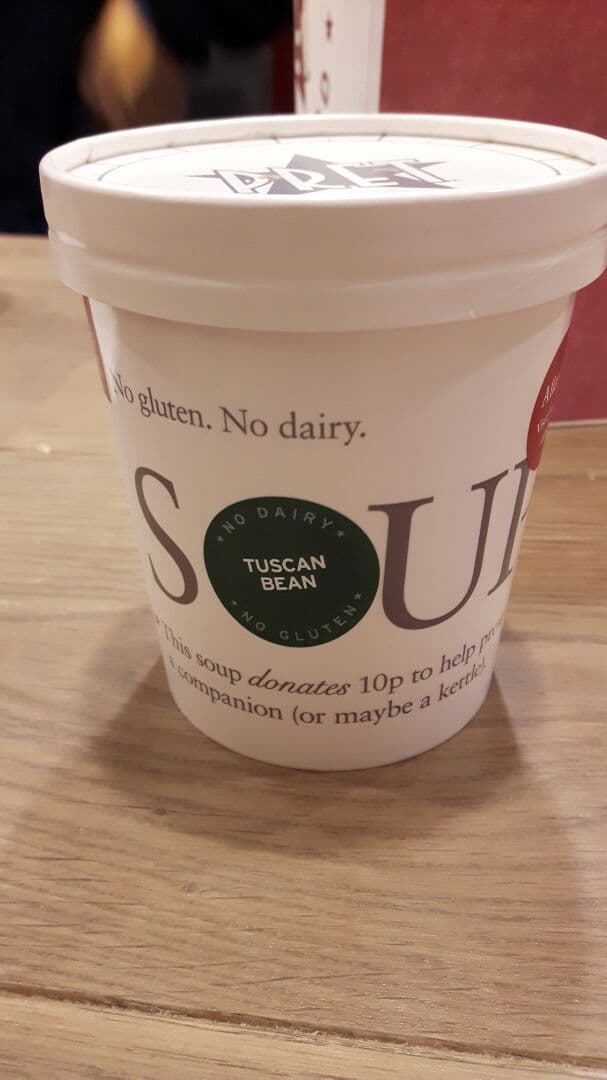 PRET
No gluten. No dairy.
SOUP
★ NO DAIRY ★
TUSCAN
BEAN
★ NO GLUTEN ★
This soup donates 10p to help
a companion (or maybe a kettle).